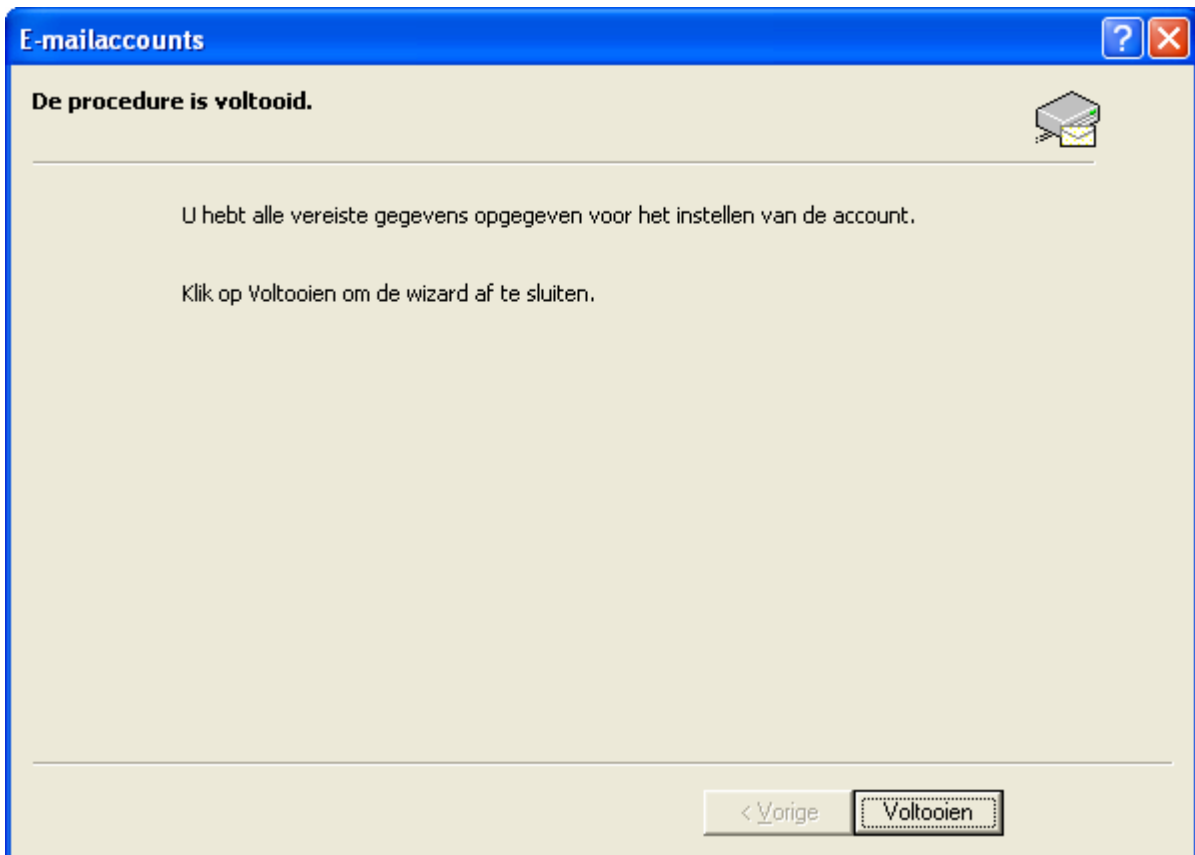 E-mailaccounts
De procedure is voltooid.
U hebt alle vereiste gegevens opgegeven voor het instellen van de account.
Klik op Voltooien om de wizard af te sluiten.
< Vorige
Voltooien